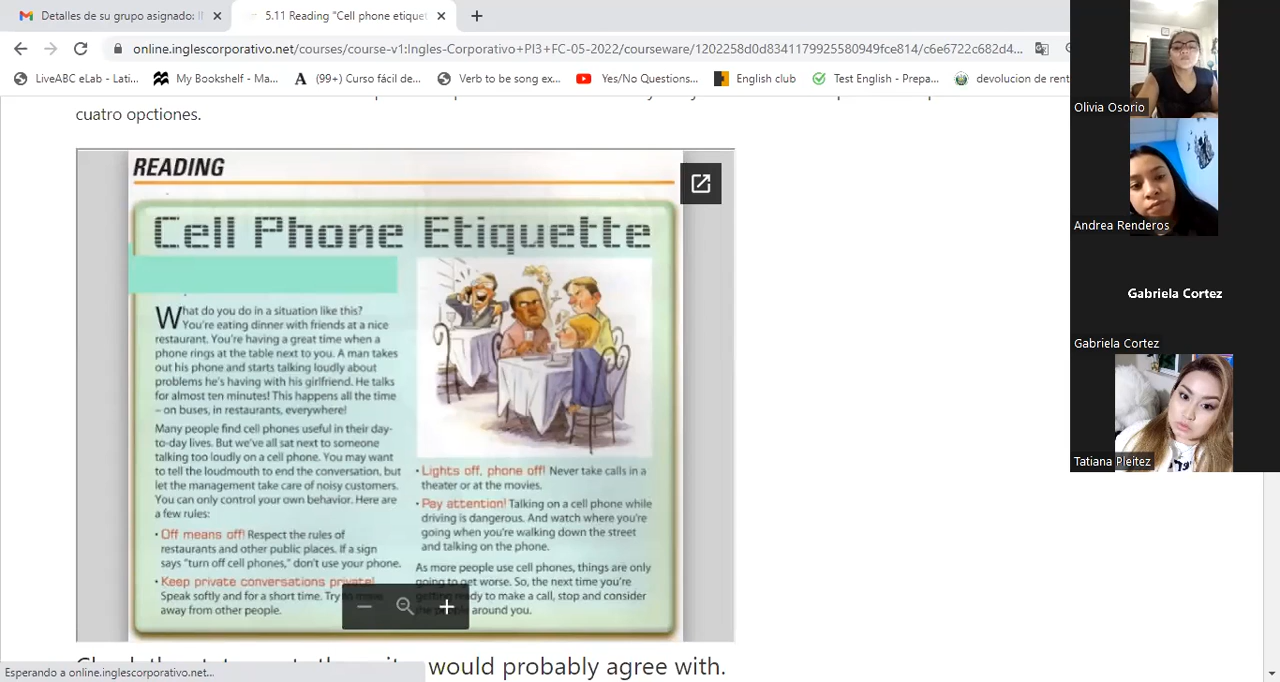 Detalles de su grupo asignado: I
5.11 Reading "Cell phone etiquet
online.inglescorporativo.net/courses/course-v1:Ingles-Corporativo+PI3+FC-05-2022/courseware/1202258d0d8341179925580949fce814/c6e6722c682d4...
LiveABC eLab - Lati...
My Bookshelf - Ma...
(99+) Curso fácil de...
Verb to be song ex...
Yes/No Questions...
English club
Test English - Prepa...
devolucion de rent
cuatro opctiones.
READING
Cell Phone Etiquette
What do you do in a situation like this?
You're eating dinner with friends at a nice
restaurant. You're having a great time when a
phone rings at the table next to you. A man takes
out his phone and starts talking loudly about
problems he's having with his girlfriend. He talks
for almost ten minutes! This happens all the time
– on buses, in restaurants, everywhere!
Many people find cell phones useful in their day-
to-day lives. But we've all sat next to someone
talking too loudly on a cell phone. You may want
to tell the loudmouth to end the conversation, but
let the management take care of noisy customers.
You can only control your own behavior. Here are
a few rules:
• Off means off! Respect the rules of
restaurants and other public places. If a sign
says "turn off cell phones," don't use your phone.
• Keep private conversations private!
Speak softly and for a short time. Try to move
away from other people.
• Lights off, phone off! Never take calls in a
theater or at the movies.
• Pay attention! Talking on a cell phone while
driving is dangerous. And watch where you're
going when you're walking down the street
and talking on the phone.
As more people use cell phones, things are only
going to get worse. So, the next time you're
getting ready to make a call, stop and consider
the people around you.
would probably agree with.
Esperando a online.inglescorporativo.net...
Olivia Osorio
Andrea Renderos
Gabriela Cortez
Gabriela Cortez
Tatiana Pleitez